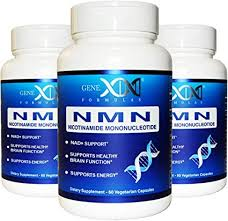 GENE X
FORMULAS
NMN
NICOTINAMIDE MONONUCLEOTIDE
NAD+ SUPPORT
SUPPORTS HEALTHY
BRAIN FUNCTION
SUPPORTS ENERGY
Dietary Supplement - 60 Vegetarian Capsules